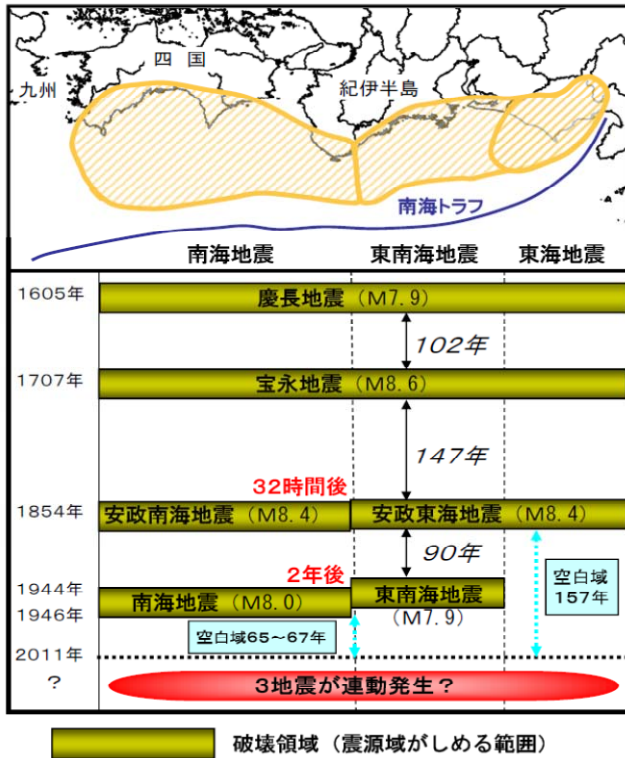 四 国
九州
紀伊半島
南海トラフ
南海地震
東南海地震
東海地震
1605年
慶長地震（M7.9）
102年
1707年
宝永地震（M8.6）
147年
32時間後
1854年
安政南海地震（M8.4）
安政東海地震（M8.4）
90年
2年後
空白域
157年
1944年
南海地震（M8.0）
東南海地震
（M7.9）
1946年
空白域65～67年
2011年
？
3地震が連動発生？
破壊領域（震源域がしめる範囲）